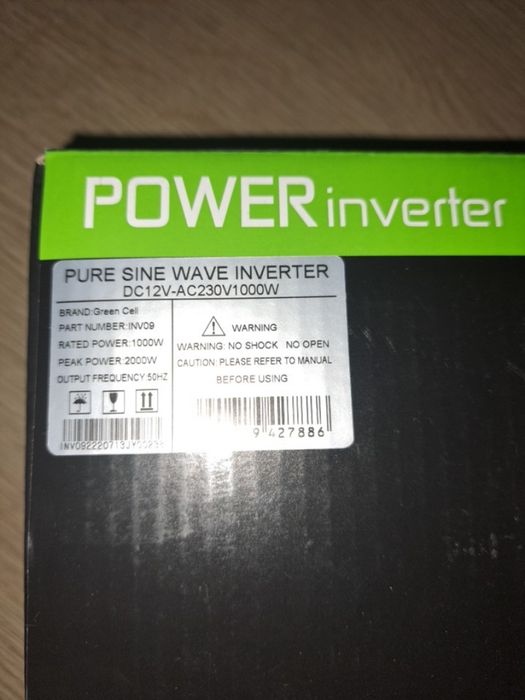 POWER inverter
PURE SINE WAVE INVERTER
DC12V-AC230V1000W
BRAND:Green Cell
PART NUMBER:INV09
RATED POWER:1000W
PEAK POWER:2000W
OUTPUT FREQUENCY:50HZ
WARNING
WARNING: NO SHOCK NO OPEN
CAUTION: PLEASE REFER TO MANUAL
BEFORE USING
9 427886